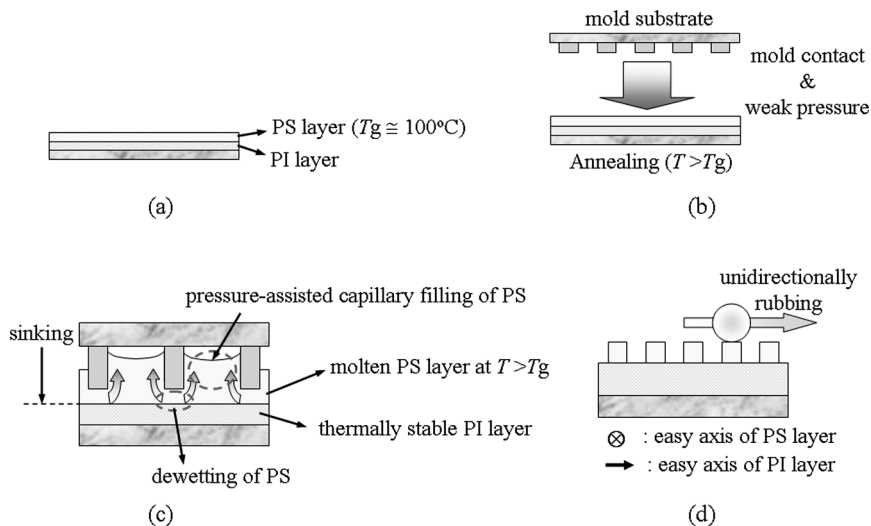 PS layer (Tg ≅ 100°C)
PI layer
(a)
mold substrate
mold contact
&
weak pressure
Annealing (T >Tg)
(b)
pressure-assisted capillary filling of PS
sinking
molten PS layer at T >Tg
thermally stable PI layer
dewetting of PS
(c)
unidirectionally
rubbing
⊗ : easy axis of PS layer
→ : easy axis of PI layer
(d)